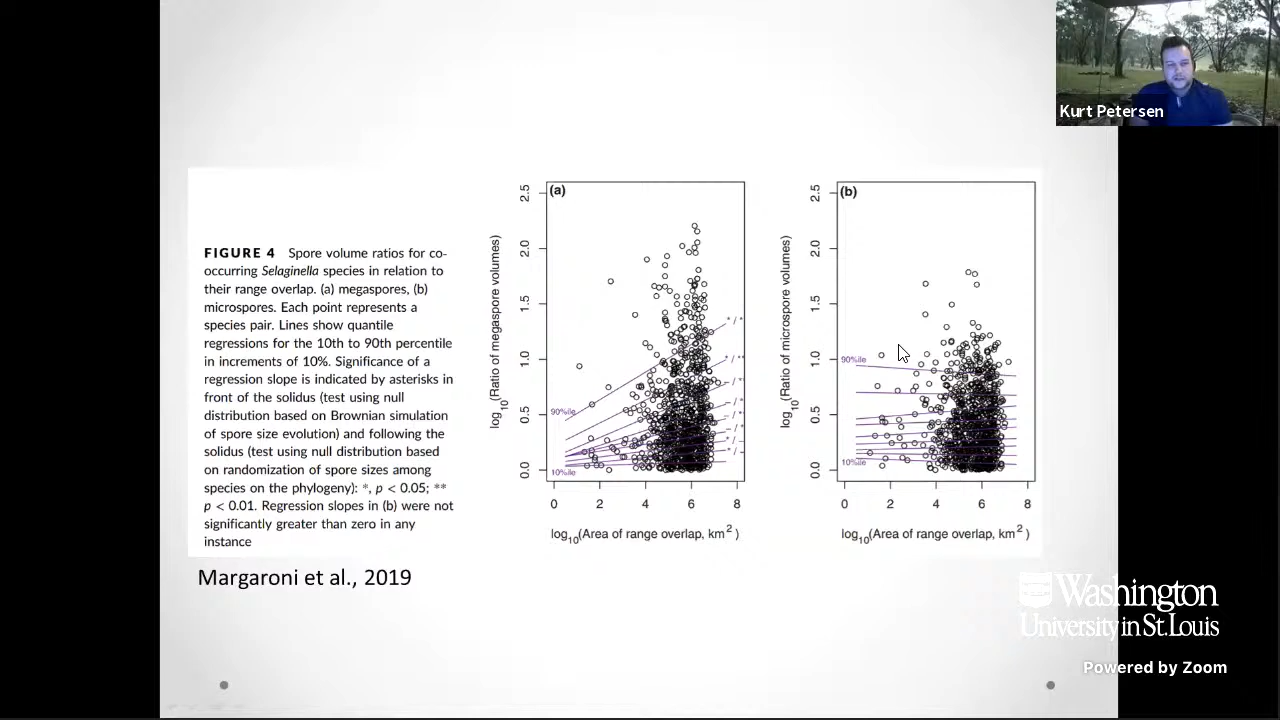 Kurt Petersen
FIGURE 4 Spore volume ratios for co-
occurring Selaginella species in relation to
their range overlap. (a) megaspores, (b)
microspores. Each point represents a
species pair. Lines show quantile
regressions for the 10th to 90th percentile
in increments of 10%. Significance of a
regression slope is indicated by asterisks in
front of the solidus (test using null
distribution based on Brownian simulation
of spore size evolution) and following the
solidus (test using null distribution based
on randomization of spore sizes among
species on the phylogeny): *, p < 0.05; **
p < 0.01. Regression slopes in (b) were not
significantly greater than zero in any
instance
Margaroni et al., 2019
(a)
log10(Ratio of megaspore volumes)
2.5
2.0
1.5
1.0
0.5
0.0
90%ile
10%ile
* / *
* / **
0 2 4 6 8
log10(Area of range overlap, km2 )
(b)
log10(Ratio of microspore volumes)
2.5
2.0
1.5
1.0
0.5
0.0
90%ile
10%ile
0 2 4 6 8
log10(Area of range overlap, km2 )
Washington
University in St. Louis
Powered by Zoom